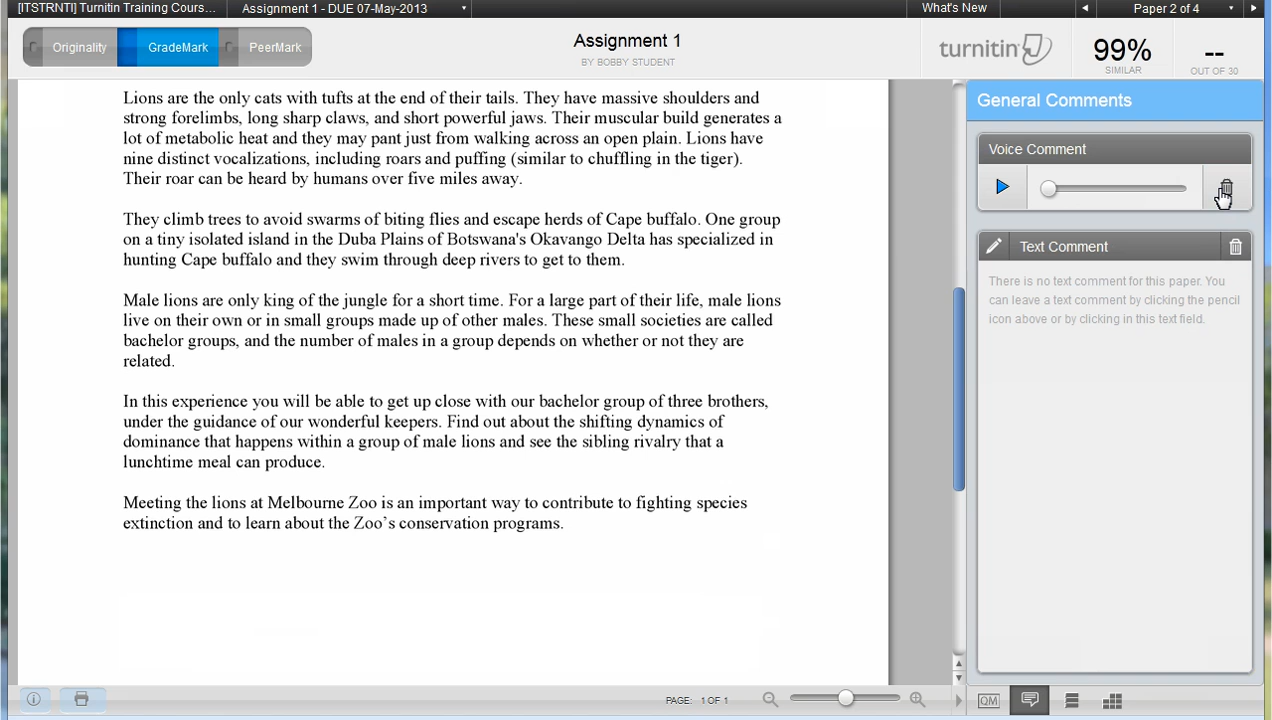 [ITSTRNTI] Turnitin Training Cours...
Assignment 1 - DUE 07-May-2013
What's New
Paper 2 of 4
Originality
GradeMark
PeerMark
Assignment 1
BY BOBBY STUDENT
turnitin
99%
SIMILAR
--
OUT OF 30
Lions are the only cats with tufts at the end of their tails. They have massive shoulders and
strong forelimbs, long sharp claws, and short powerful jaws. Their muscular build generates a
lot of metabolic heat and they may pant just from walking across an open plain. Lions have
nine distinct vocalizations, including roars and puffing (similar to chuffling in the tiger).
Their roar can be heard by humans over five miles away.
They climb trees to avoid swarms of biting flies and escape herds of Cape buffalo. One group
on a tiny isolated island in the Duba Plains of Botswana's Okavango Delta has specialized in
hunting Cape buffalo and they swim through deep rivers to get to them.
Male lions are only king of the jungle for a short time. For a large part of their life, male lions
live on their own or in small groups made up of other males. These small societies are called
bachelor groups, and the number of males in a group depends on whether or not they are
related.
In this experience you will be able to get up close with our bachelor group of three brothers,
under the guidance of our wonderful keepers. Find out about the shifting dynamics of
dominance that happens within a group of male lions and see the sibling rivalry that a
lunchtime meal can produce.
Meeting the lions at Melbourne Zoo is an important way to contribute to fighting species
extinction and to learn about the Zoo's conservation programs.
General Comments
Voice Comment
Text Comment
There is no text comment for this paper. You
can leave a text comment by clicking the pencil
icon above or by clicking in this text field.
PAGE: 1 OF 1
QM